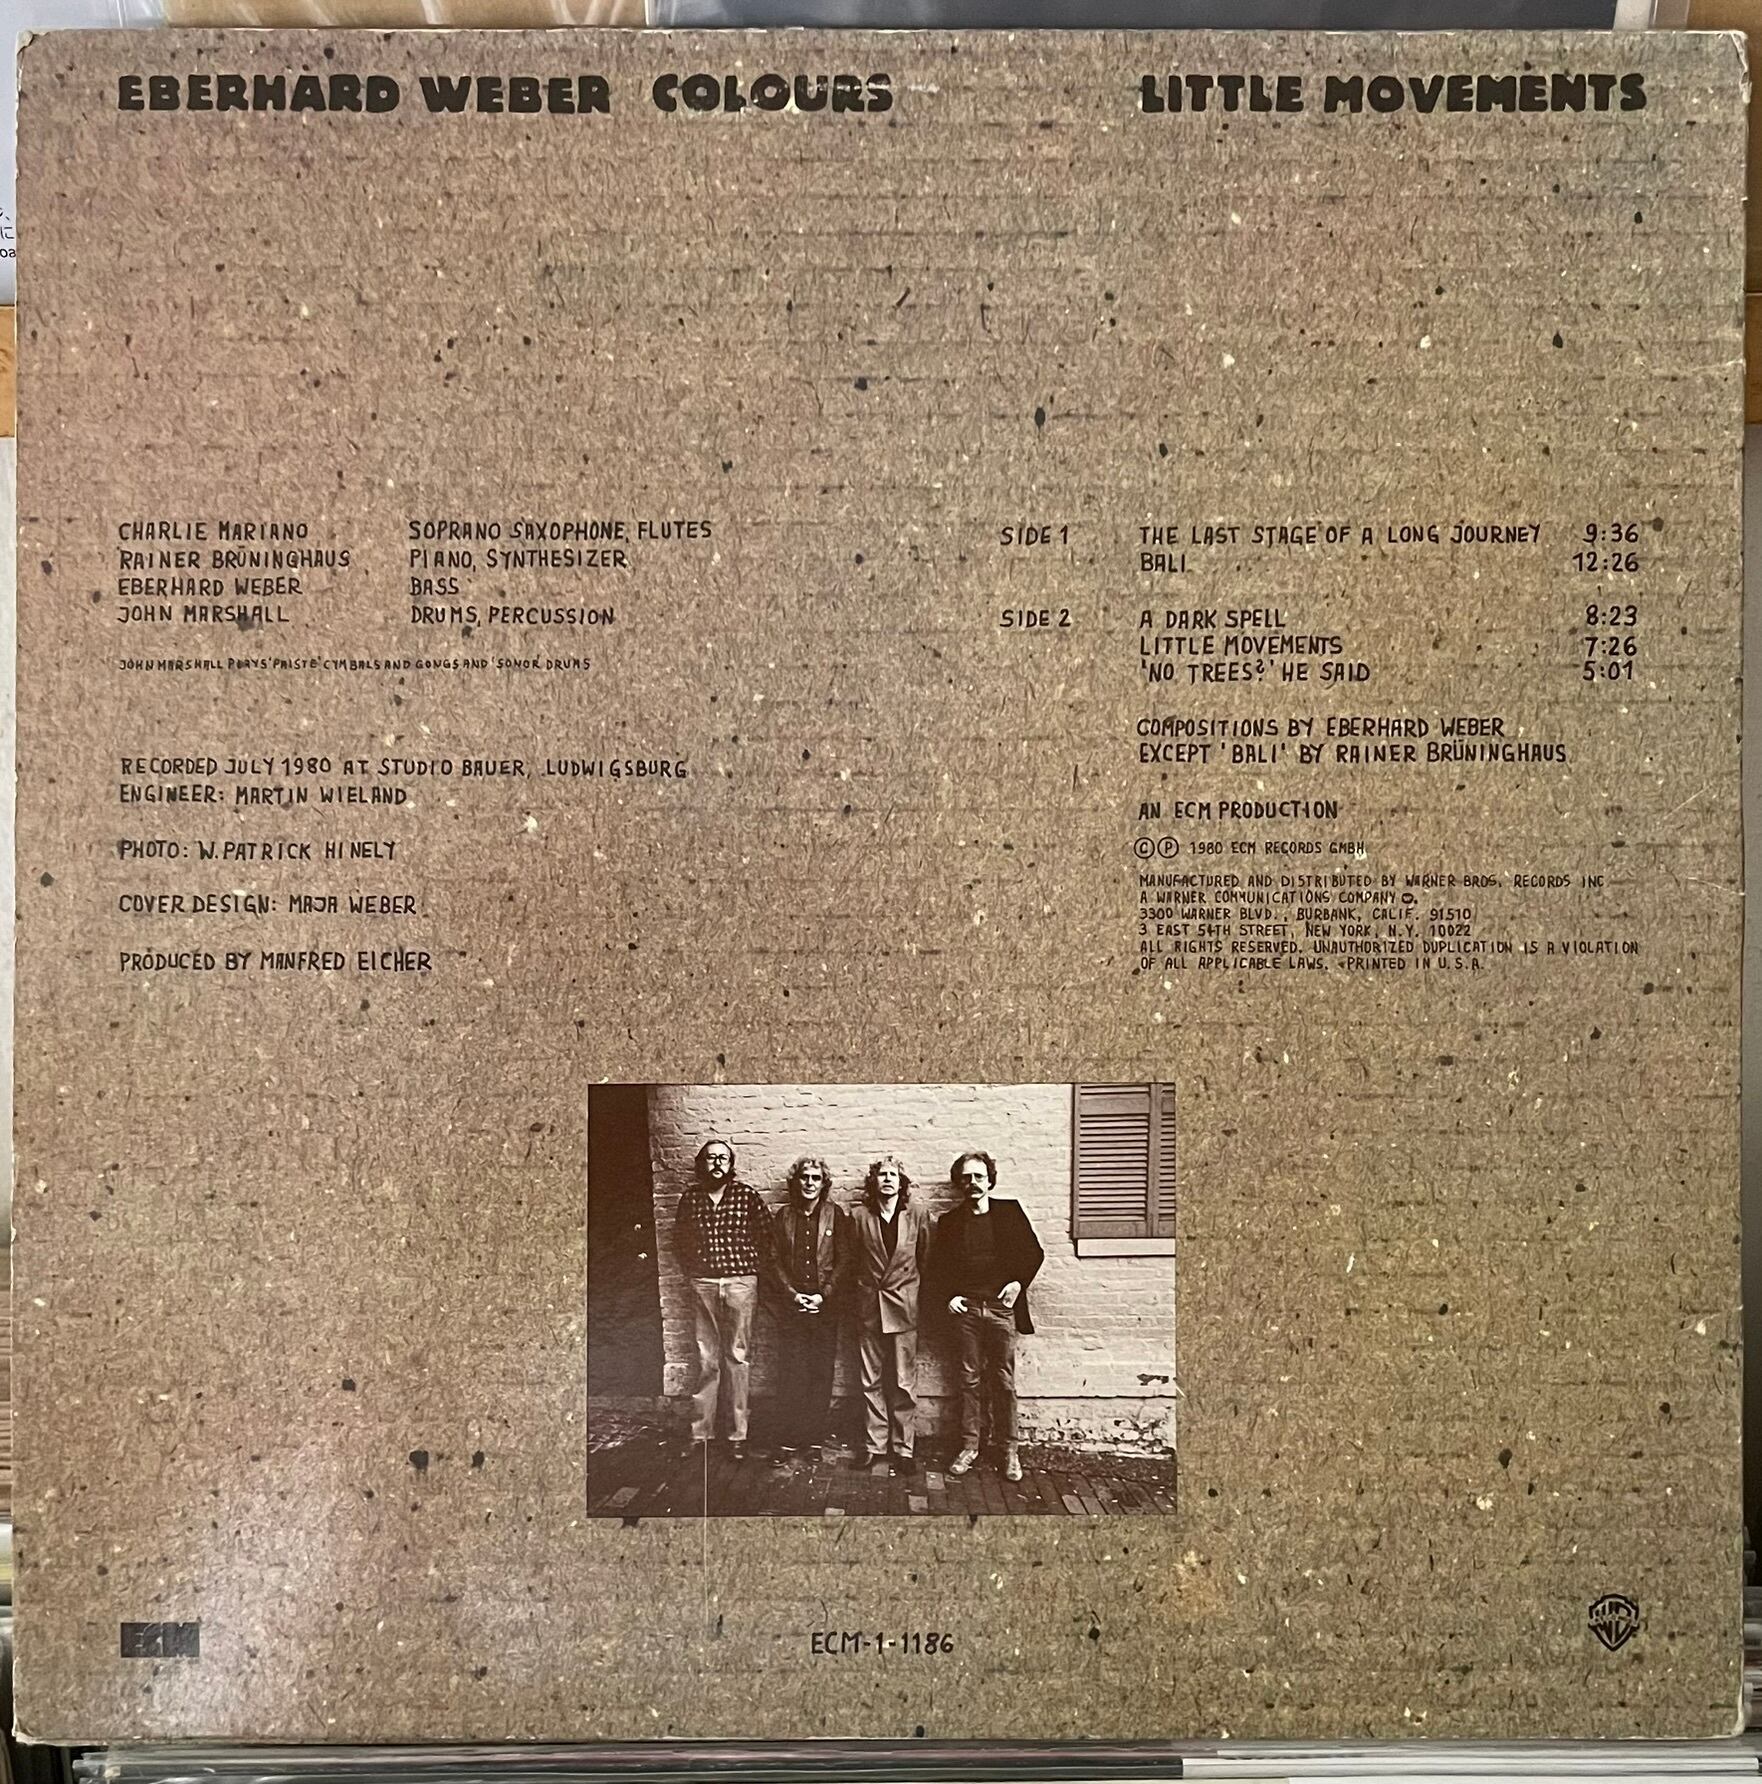 EBERHARD WEBER COLOURS
LITTLE MOVEMENTS
CHARLIE MARIANO SOPRANO SAXOPHONE, FLUTES
RAINER BRÜNINGHAUS PIANO, SYNTHESIZER
EBERHARD WEBER BASS
JOHN MARSHALL DRUMS, PERCUSSION
JOHN MARSHALL PLAYS 'PAISTE' CYMBALS AND GONGS AND 'SONOR' DRUMS
RECORDED JULY 1980 AT STUDIO BAUER, LUDWIGSBURG
ENGINEER: MARTIN WIELAND
PHOTO: W. PATRICK HINELY
COVER DESIGN: MAJA WEBER
PRODUCED BY MANFRED EICHER
SIDE 1 THE LAST STAGE OF A LONG JOURNEY 9:36
BALI 12:26
SIDE 2 A DARK SPELL 8:23
LITTLE MOVEMENTS 7:26
'NO TREES?' HE SAID 5:01
COMPOSITIONS BY EBERHARD WEBER
EXCEPT 'BALI' BY RAINER BRÜNINGHAUS
AN ECM PRODUCTION
© ℗ 1980 ECM RECORDS GMBH
MANUFACTURED AND DISTRIBUTED BY WARNER BROS. RECORDS INC
A WARNER COMMUNICATIONS COMPANY
3300 WARNER BLVD., BURBANK, CALIF. 91510
3 EAST 54TH STREET, NEW YORK, N.Y. 10022
ALL RIGHTS RESERVED. UNAUTHORIZED DUPLICATION IS A VIOLATION
OF ALL APPLICABLE LAWS. PRINTED IN U.S.A.
ECM
ECM-1-1186
WB